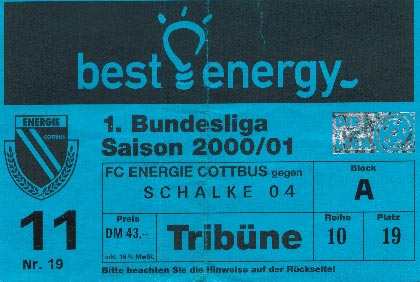 best energy
ENERGIE
COTTBUS
1. Bundesliga
Saison 2000/01
FC ENERGIE COTTBUS gegen
SCHALKE 04
Block
A
11
Nr. 19
Preis
DM 43,--
inkl. 16 % MwSt.
Tribüne
Reihe
10
Platz
19
Bitte beachten Sie die Hinweise auf der Rückseite!